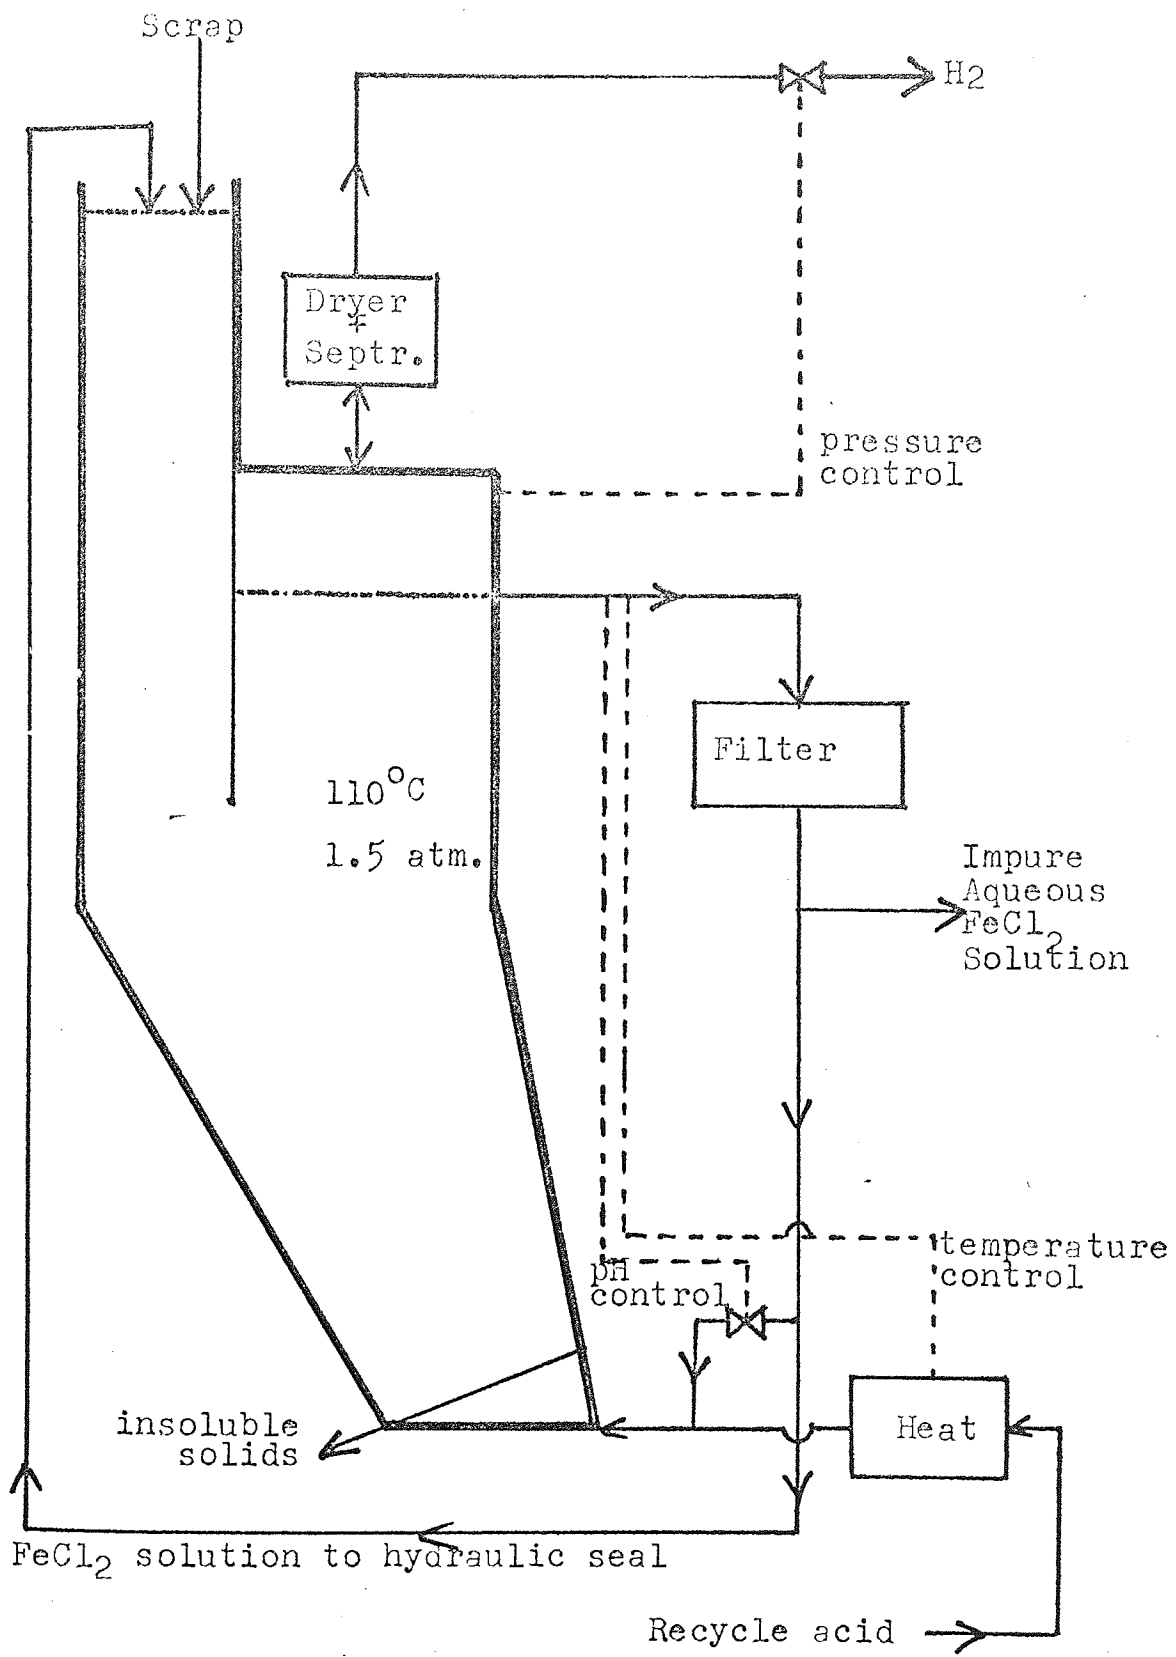 Scrap
H2
Dryer
+
Septr.
pressure
control
110°C
1.5 atm.
Filter
Impure
Aqueous
FeCl2
Solution
temperature
control
pH
control
Heat
insoluble
solids
FeCl2 solution to hydraulic seal
Recycle acid